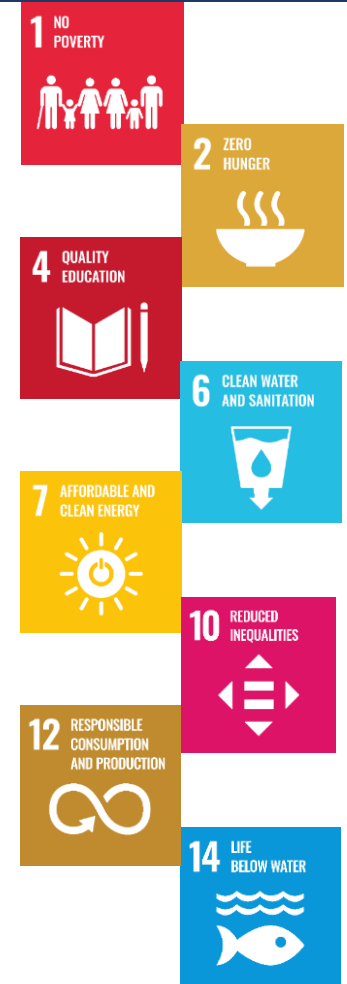 1 NO
POVERTY
2 ZERO
HUNGER
4 QUALITY
EDUCATION
6 CLEAN WATER
AND SANITATION
7 AFFORDABLE AND
CLEAN ENERGY
10 REDUCED
INEQUALITIES
12 RESPONSIBLE
CONSUMPTION
AND PRODUCTION
14 LIFE
BELOW WATER